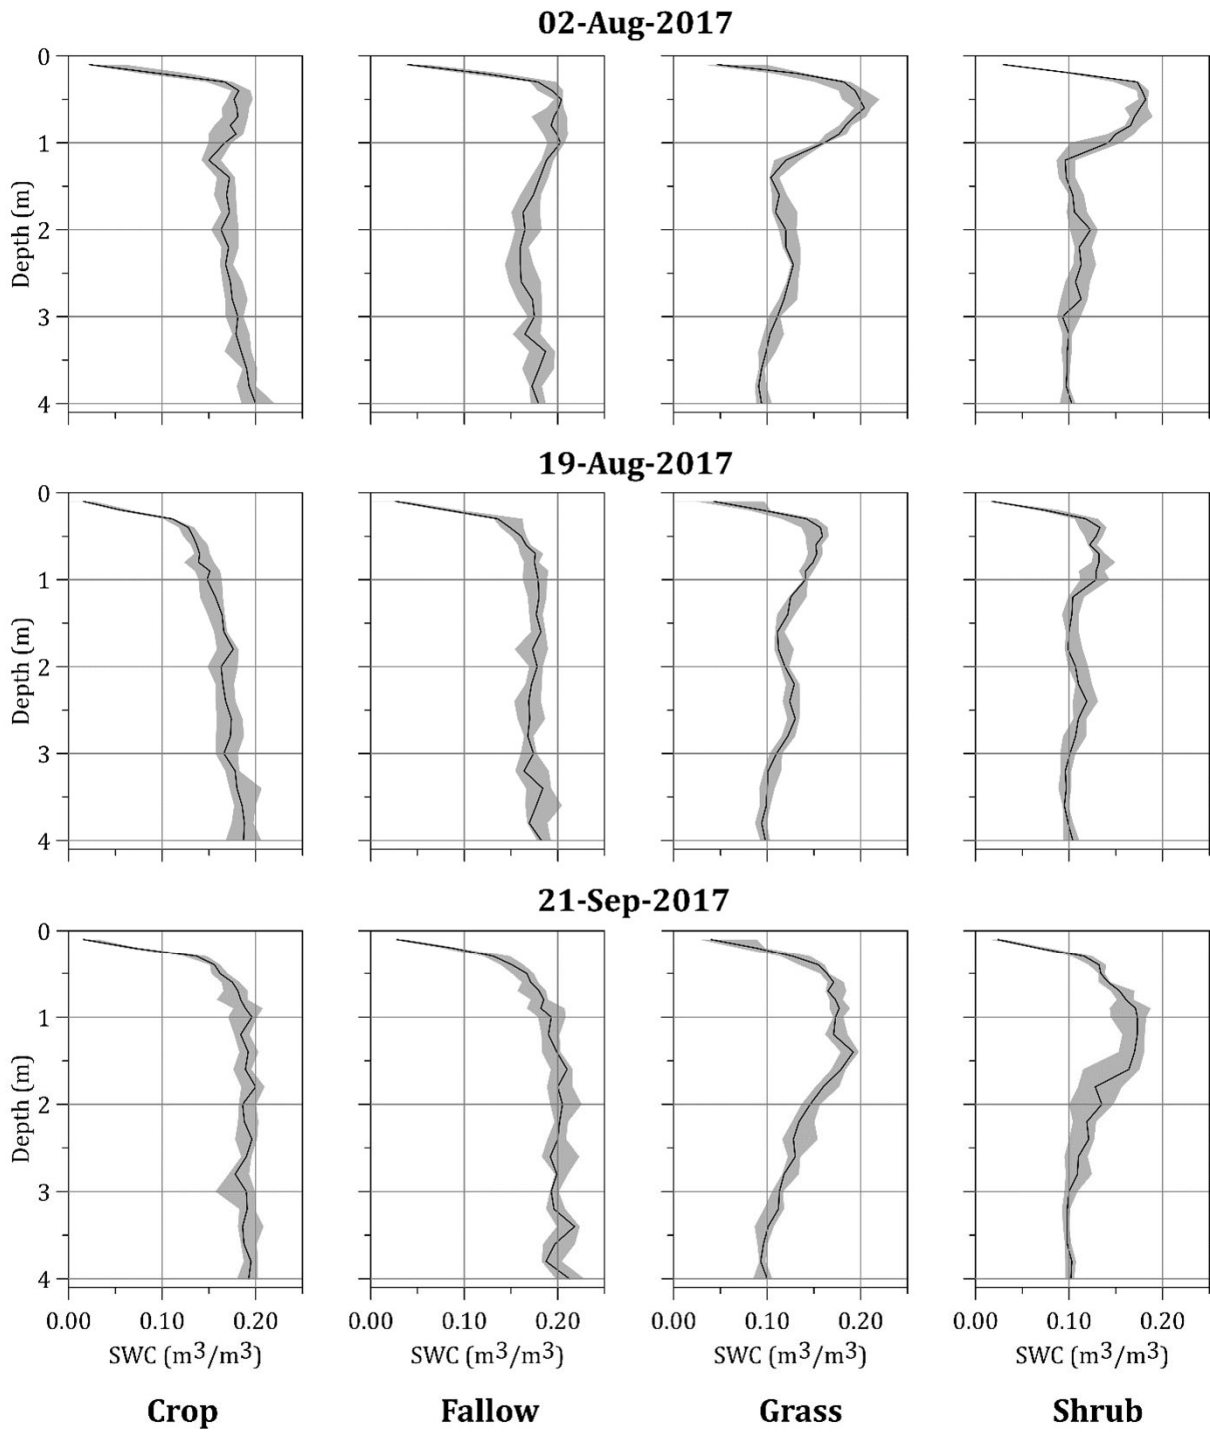 02-Aug-2017
0
1
2
3
4
Depth (m)
19-Aug-2017
0
1
2
3
4
Depth (m)
21-Sep-2017
0
1
2
3
4
Depth (m)
0.00 0.10 0.20 0.00 0.10 0.20 0.00 0.10 0.20 0.00 0.10 0.20
SWC (m³/m³) SWC (m³/m³) SWC (m³/m³) SWC (m³/m³)
Crop Fallow Grass Shrub